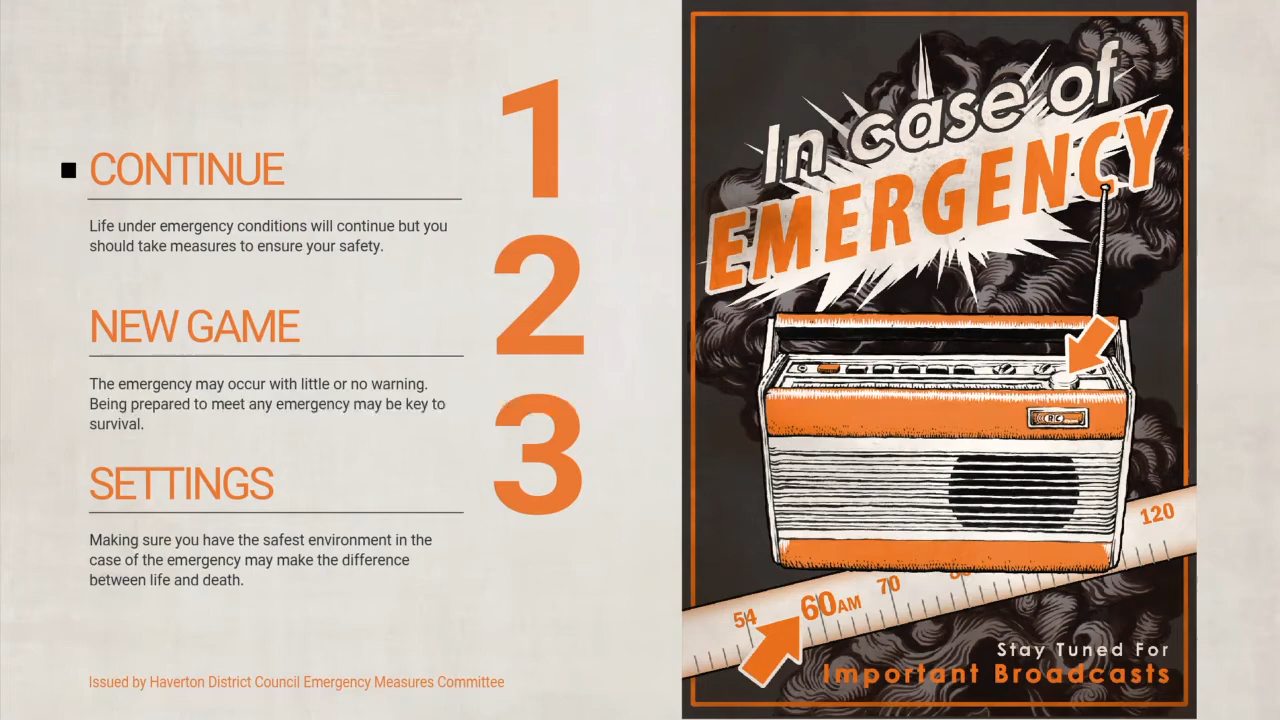 1
CONTINUE
Life under emergency conditions will continue but you
should take measures to ensure your safety.
2
NEW GAME
The emergency may occur with little or no warning.
Being prepared to meet any emergency may be key to
survival.
3
SETTINGS
Making sure you have the safest environment in the
case of the emergency may make the difference
between life and death.
Issued by Haverton District Council Emergency Measures Committee
In case of
EMERGENCY
54 60AM 70 120
Stay Tuned For
Important Broadcasts